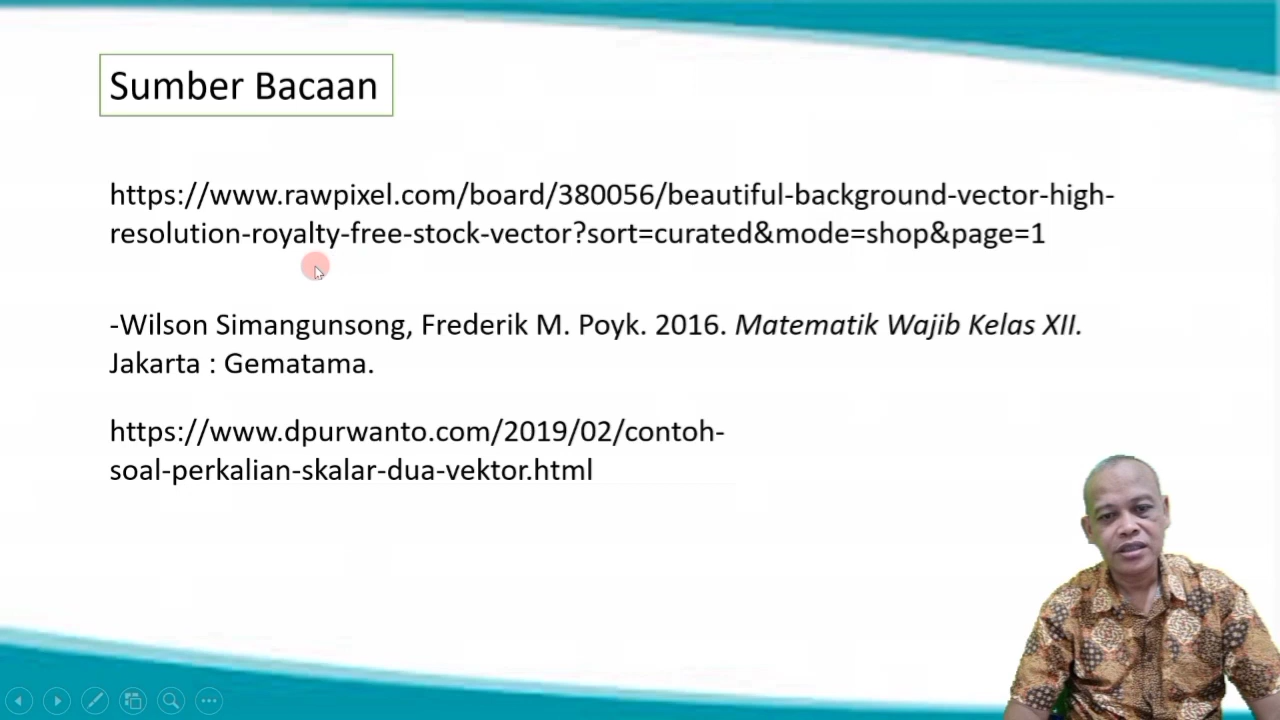 Sumber Bacaan
https://www.rawpixel.com/board/380056/beautiful-background-vector-high-
resolution-royalty-free-stock-vector?sort=curated&mode=shop&page=1
-Wilson Simangunsong, Frederik M. Poyk. 2016. Matematik Wajib Kelas XII.
Jakarta : Gematama.
https://www.dpurwanto.com/2019/02/contoh-
soal-perkalian-skalar-dua-vektor.html